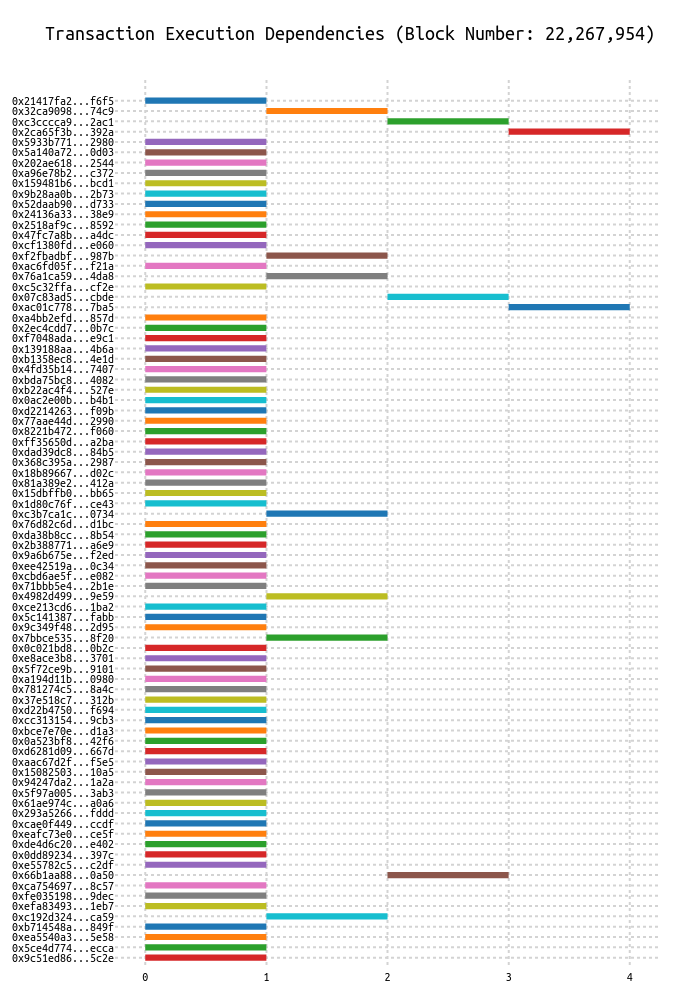 Transaction Execution Dependencies (Block Number: 22,267,954)
0x21417fa2...f6f5
0x32ca9098...74c9
0xc3cccca9...2ac1
0x2ca65f3b...392a
0x5933b771...2980
0x5a140a72...0d03
0x202ae618...2544
0xa96e78b2...c372
0x159481b6...bcd1
0x9b28aa0b...2b73
0x52daab90...d733
0x24136a33...38e9
0x2518af9c...8592
0x47fc7a8b...a4dc
0xcf1380fd...e060
0xf2fbadbf...987b
0xac6fd05f...f21a
0x76a1ca59...4da8
0xc5c32ffa...cf2e
0x07c83ad5...cbde
0xac01c778...7ba5
0xa4bb2efd...857d
0x2ec4cdd7...0b7c
0xf7048ada...e9c1
0x139188aa...4b6a
0xb1358ec8...4e1d
0x4fd35b14...7407
0xbda75bc8...4082
0xb22ac4f4...527e
0x0ac2e00b...b4b1
0xd2214263...f09b
0x77aae44d...2990
0x8221b472...f060
0xff35650d...a2ba
0xdad39dc8...84b5
0x368c395a...2987
0x18b89667...d02c
0x81a389e2...412a
0x15dbffb0...bb65
0x1d80c76f...ce43
0xc3b7ca1c...0734
0x76d82c6d...d1bc
0xda38b8cc...8b54
0x2b388771...a6e9
0x9a6b675e...f2ed
0xee42519a...0c34
0xcbd6ae5f...e082
0x71bbb5e4...2b1e
0x4982d499...9e59
0xce213cd6...1ba2
0x5c141387...fabb
0x9c349f48...2d95
0x7bbce535...8f20
0x0c021bd8...0b2c
0xe8ace3b8...3701
0x5f72ce9b...9101
0xa194d11b...0980
0x781274c5...8a4c
0x37e518c7...312b
0xd22b4750...f694
0xcc313154...9cb3
0xbce7e70e...d1a3
0x0a523bf8...42f6
0xd6281d09...667d
0xaac67d2f...f5e5
0x15082503...10a5
0x94247da2...1a2a
0x5f97a005...3ab3
0x61ae974c...a0a6
0x293a5266...fddd
0xcae0f449...ccdf
0xeafc73e0...ce5f
0xde4d6c20...e402
0x0dd89234...397c
0xe55782c5...c2df
0x66b1aa88...0a50
0xca754697...8c57
0xfe035198...9dec
0xefa83493...1eb7
0xc192d324...ca59
0xb714548a...849f
0xea5540a3...5e58
0x5ce4d774...ecca
0x9c51ed86...5c2e
0 1 2 3 4